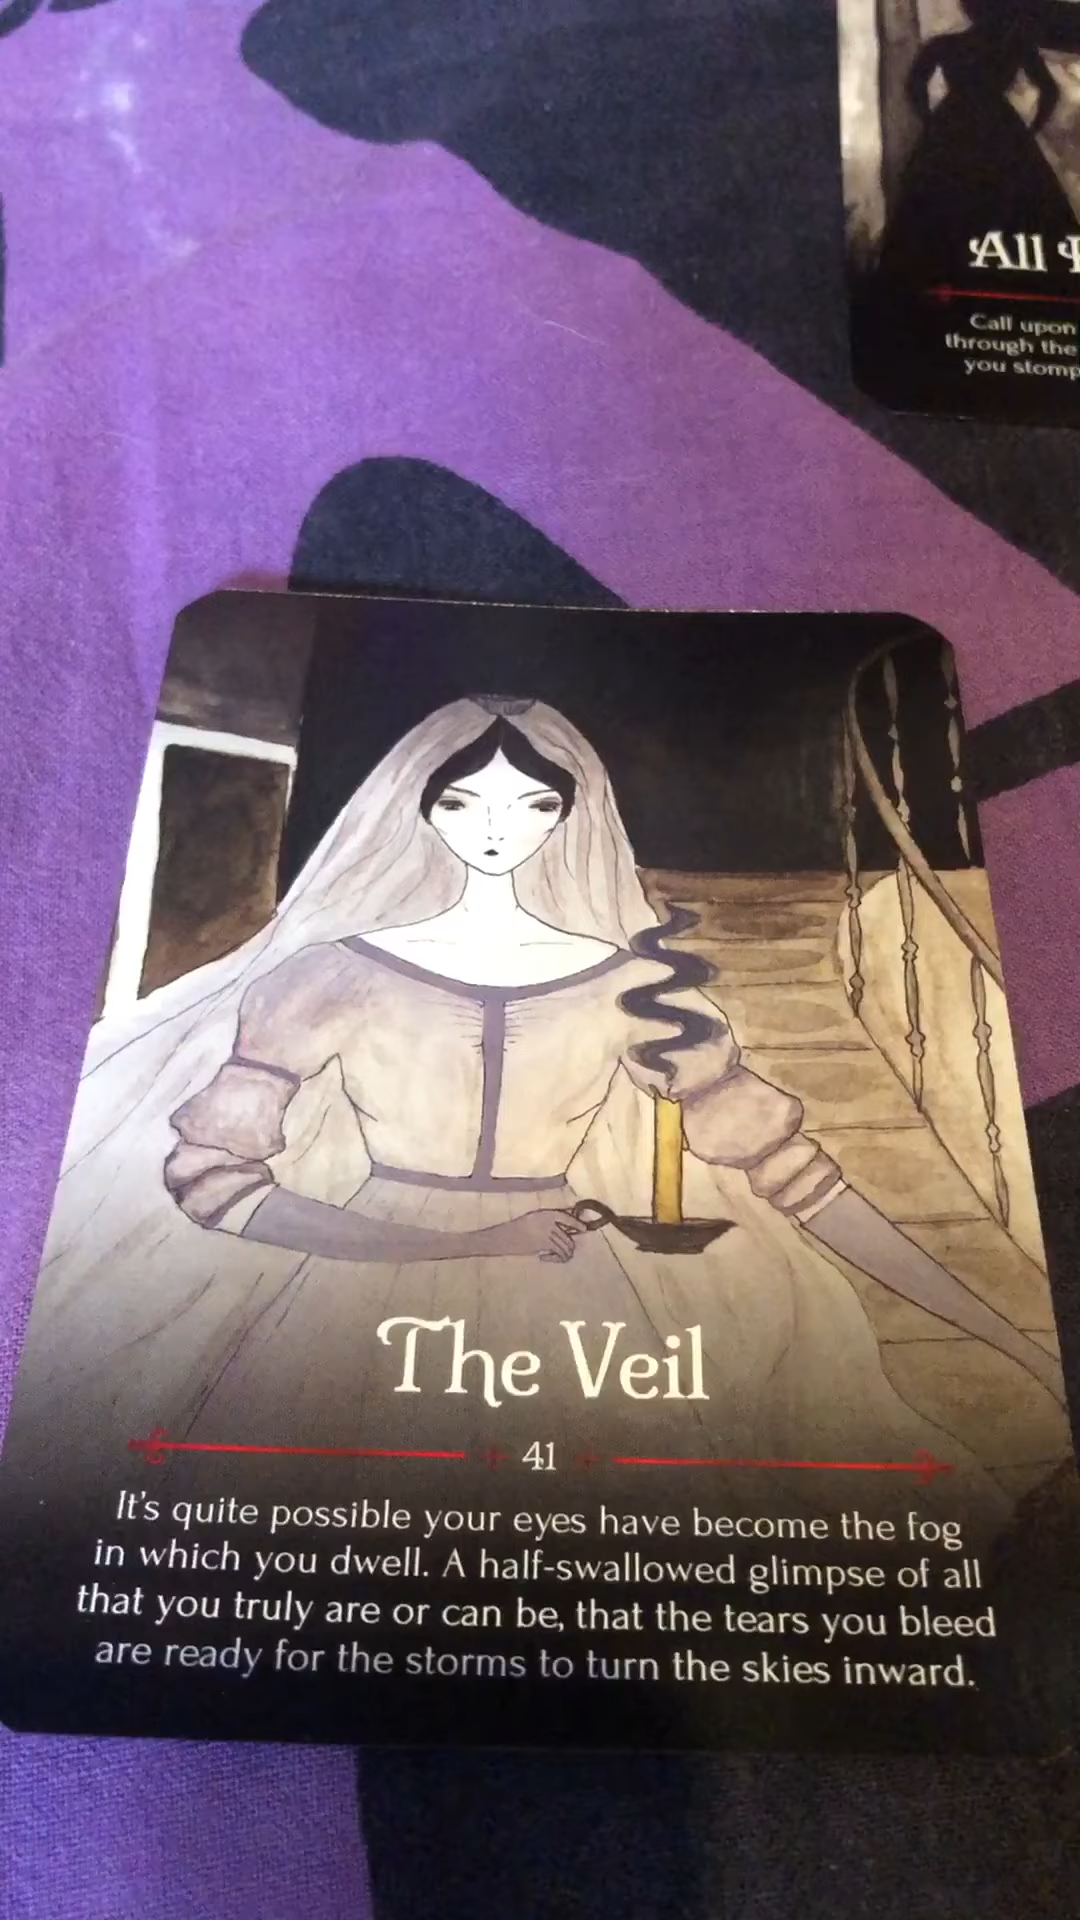 All
Call upon
through the
you stomp
The Veil
41
It's quite possible your eyes have become the fog
in which you dwell. A half-swallowed glimpse of all
that you truly are or can be, that the tears you bleed
are ready for the storms to turn the skies inward.